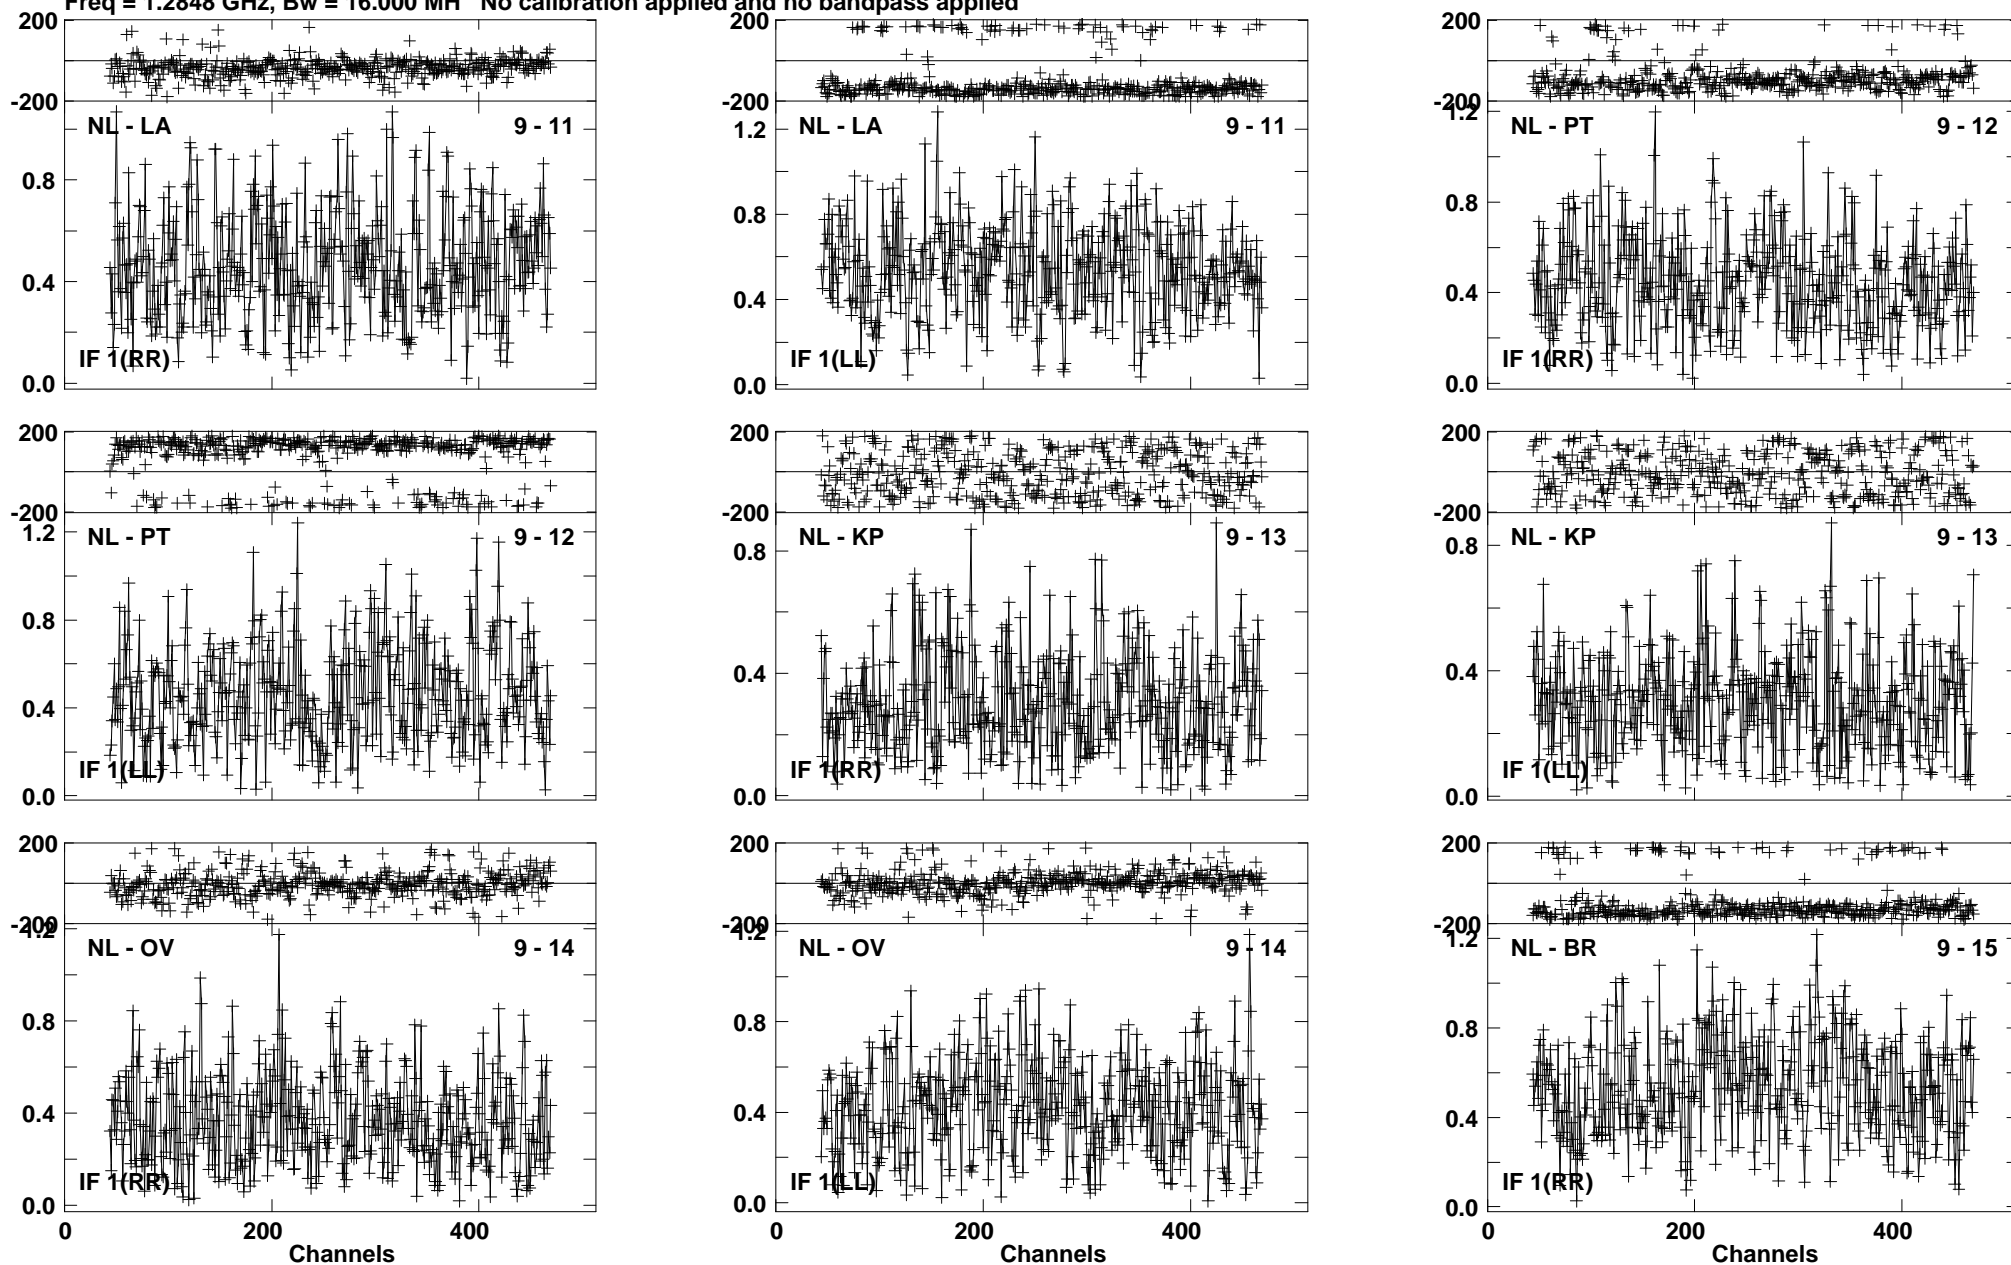 Freq = 1.2848 GHz, Bw = 16.000 MH No calibration applied and no bandpass applied
200
-200
NL - LA 9 - 11
0.8
0.4
0.0
IF 1(RR)
200
-200
1.2
NL - LA 9 - 11
0.8
0.4
0.0
IF 1(LL)
200
-200
1.2
NL - PT 9 - 12
0.8
0.4
0.0
IF 1(RR)
200
-200
1.2
NL - PT 9 - 12
0.8
0.4
0.0
IF 1(LL)
200
-200
NL - KP 9 - 13
0.8
0.4
0.0
IF 1(RR)
200
-200
NL - KP 9 - 13
0.8
0.4
0.0
IF 1(LL)
200
-200
1.2
NL - OV 9 - 14
0.8
0.4
0.0
IF 1(RR)
0 200 400
Channels
200
-200
1.2
NL - OV 9 - 14
0.8
0.4
0.0
IF 1(LL)
0 200 400
Channels
200
-200
1.2
NL - BR 9 - 15
0.8
0.4
0.0
IF 1(RR)
0 200 400
Channels